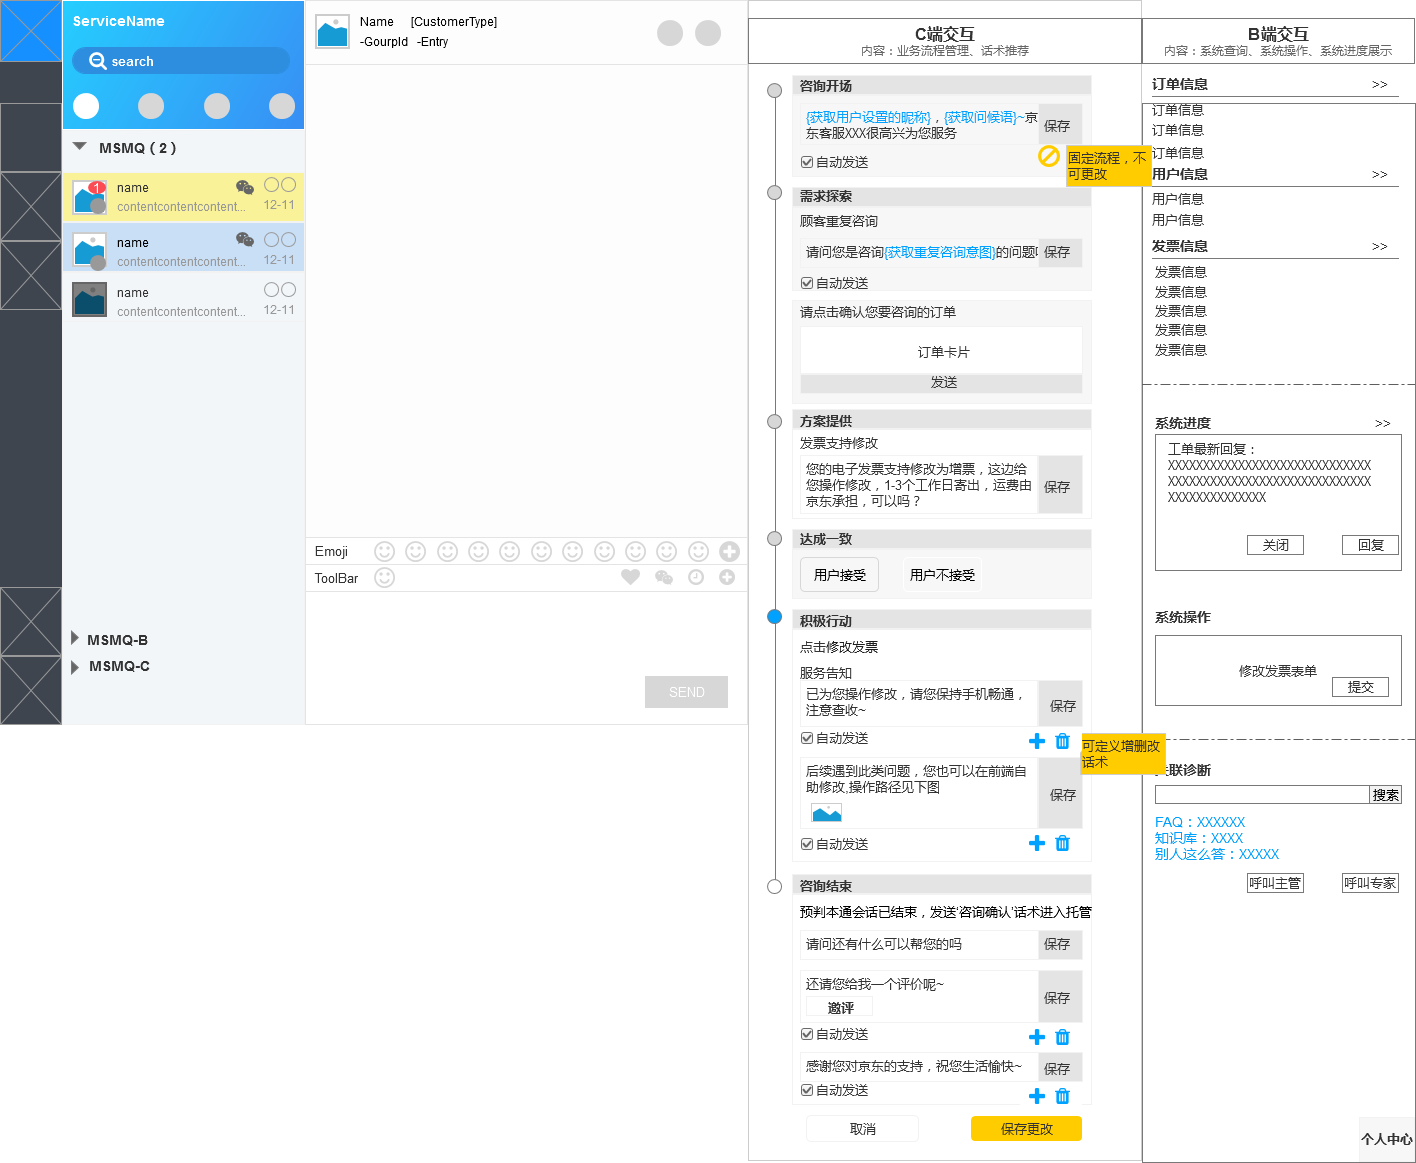 ServiceName
search
MSMQ（2）
1
name
contentcontentcontent...
12-11
name
contentcontentcontent...
12-11
name
contentcontentcontent...
12-11
MSMQ-B
MSMQ-C
Name [CustomerType]
-GourpId -Entry
Emoji
ToolBar
SEND
C端交互
内容：业务流程管理、话术推荐
咨询开场
{获取用户设置的昵称}，{获取问候语}~京
东客服XXX很高兴为您服务
保存
自动发送
固定流程，不
可更改
需求探索
顾客重复咨询
请问您是咨询{获取重复咨询意图}的问题
保存
自动发送
请点击确认您要咨询的订单
订单卡片
发送
方案提供
发票支持修改
您的电子发票支持修改为增票，这边给
您操作修改，1-3个工作日寄出，运费由
京东承担，可以吗？
保存
达成一致
用户接受
用户不接受
积极行动
点击修改发票
服务告知
已为您操作修改，请您保持手机畅通，
注意查收~
保存
自动发送
可定义增删改
话术
后续遇到此类问题，您也可以在前端自
助修改,操作路径见下图
保存
自动发送
咨询结束
预判本通会话已结束，发送‘咨询确认’话术进入托管
请问还有什么可以帮您的吗
保存
还请您给我一个评价呢~
邀评
保存
自动发送
感谢您对京东的支持，祝您生活愉快~
保存
自动发送
取消
保存更改
B端交互
内容：系统查询、系统操作、系统进度展示
订单信息 >>
订单信息
订单信息
订单信息
用户信息 >>
用户信息
用户信息
发票信息 >>
发票信息
发票信息
发票信息
发票信息
发票信息
系统进度 >>
工单最新回复：
XXXXXXXXXXXXXXXXXXXXXXXXXXXXX
XXXXXXXXXXXXXXXXXXXXXXXXXXXXX
XXXXXXXXXXXXXX
关闭
回复
系统操作
修改发票表单
提交
联诊断
搜索
FAQ：XXXXXX
知识库：XXXX
别人这么答：XXXXX
呼叫主管
呼叫专家
个人中心